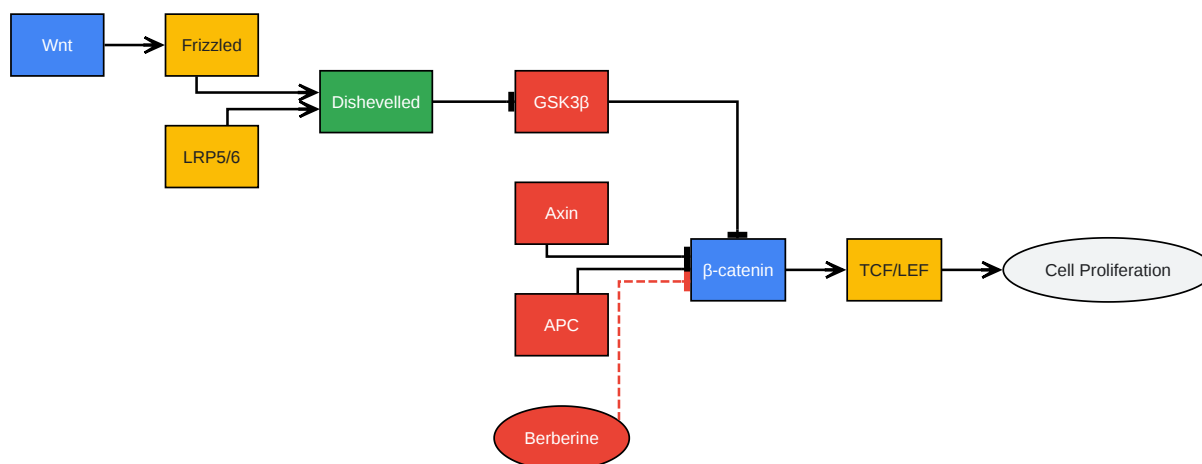 Wnt
Frizzled
LRP5/6
Dishevelled
GSK3β
Axin
APC
β-catenin
TCF/LEF
Cell Proliferation
Berberine